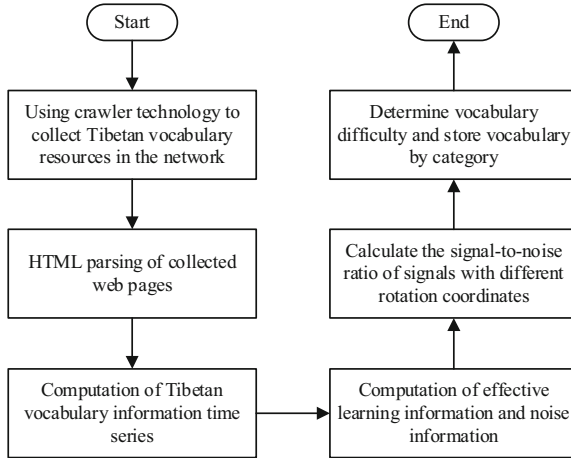 Start
Using crawler technology to
collect Tibetan vocabulary
resources in the network
HTML parsing of collected
web pages
Computation of Tibetan
vocabulary information time
series
Computation of effective
learning information and noise
information
Calculate the signal-to-noise
ratio of signals with different
rotation coordinates
Determine vocabulary
difficulty and store vocabulary
by category
End